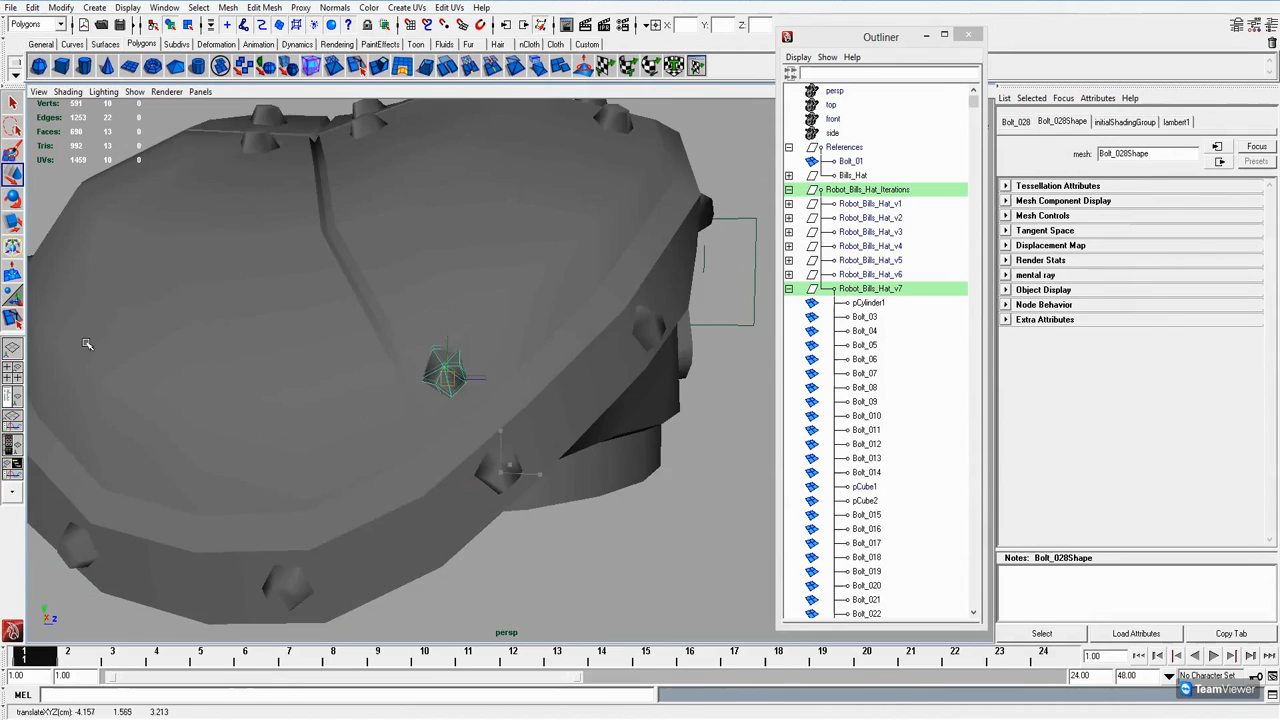 File Edit Modify Create Display Window Select Mesh Edit Mesh Proxy Normals Color Create UVs Edit UVs Help
Polygons X: Y: Z:
General Curves Surfaces Polygons Subdivs Deformation Animation Dynamics Rendering PaintEffects Toon Fluids Fur Hair nCloth Cloth Custom
View Shading Lighting Show Renderer Panels
Verts: 591 10 0
Edges: 1253 22 0
Faces: 690 13 0
Tris: 992 13 0
UVs: 1459 10 0
persp
Outliner
Display Show Help
persp
top
front
side
References
Bolt_01
Bills_Hat
Robot_Bills_Hat_Iterations
Robot_Bills_Hat_v1
Robot_Bills_Hat_v2
Robot_Bills_Hat_v3
Robot_Bills_Hat_v4
Robot_Bills_Hat_v5
Robot_Bills_Hat_v6
Robot_Bills_Hat_v7
pCylinder1
Bolt_03
Bolt_04
Bolt_05
Bolt_06
Bolt_07
Bolt_08
Bolt_09
Bolt_010
Bolt_011
Bolt_012
Bolt_013
Bolt_014
pCube1
pCube2
Bolt_015
Bolt_016
Bolt_017
Bolt_018
Bolt_019
Bolt_020
Bolt_021
Bolt_022
List Selected Focus Attributes Help
Bolt_028 Bolt_028Shape initialShadingGroup lambert1
mesh: Bolt_028Shape Focus
Presets
Tessellation Attributes
Mesh Component Display
Mesh Controls
Tangent Space
Displacement Map
Render Stats
mental ray
Object Display
Node Behavior
Extra Attributes
Notes: Bolt_028Shape
Select Load Attributes Copy Tab
1 2 3 4 5 6 7 8 9 10 11 12 13 14 15 16 17 18 19 20 21 22 23 24 1.00
1
1.00 1.00 24.00 48.00 No Character Set
MEL TeamViewer
translateXYZ(cm): -4.157 1.565 3.213